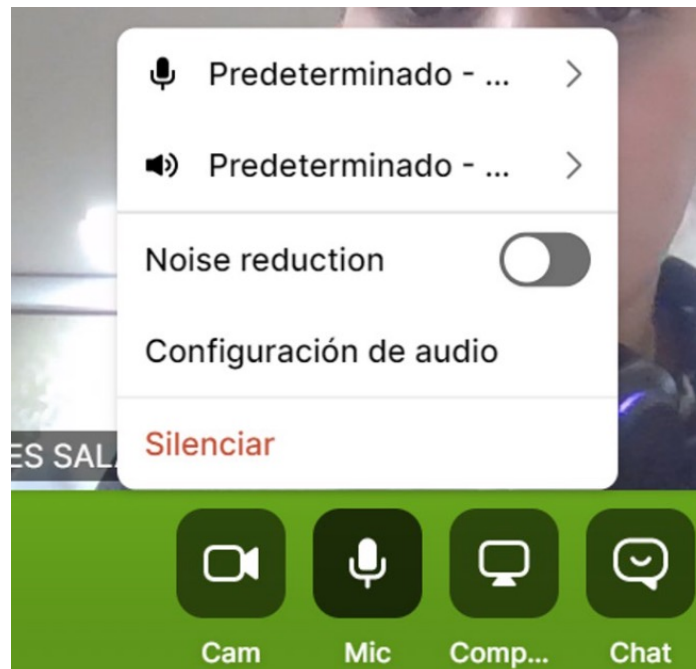 Predeterminado - ...
Predeterminado - ...
Noise reduction
Configuración de audio
Silenciar
ES SAL
Cam Mic Comp... Chat